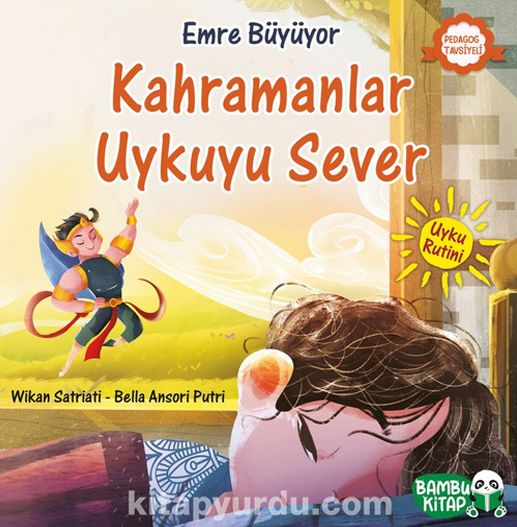 Emre Büyüyor
PEDAGOG
TAVSİYELİ
Kahramanlar
Uykuyu Sever
Uyku
Rutini
Wikan Satriati - Bella Ansori Putri
BAMBU
KİTAP
kitapyurdu.com